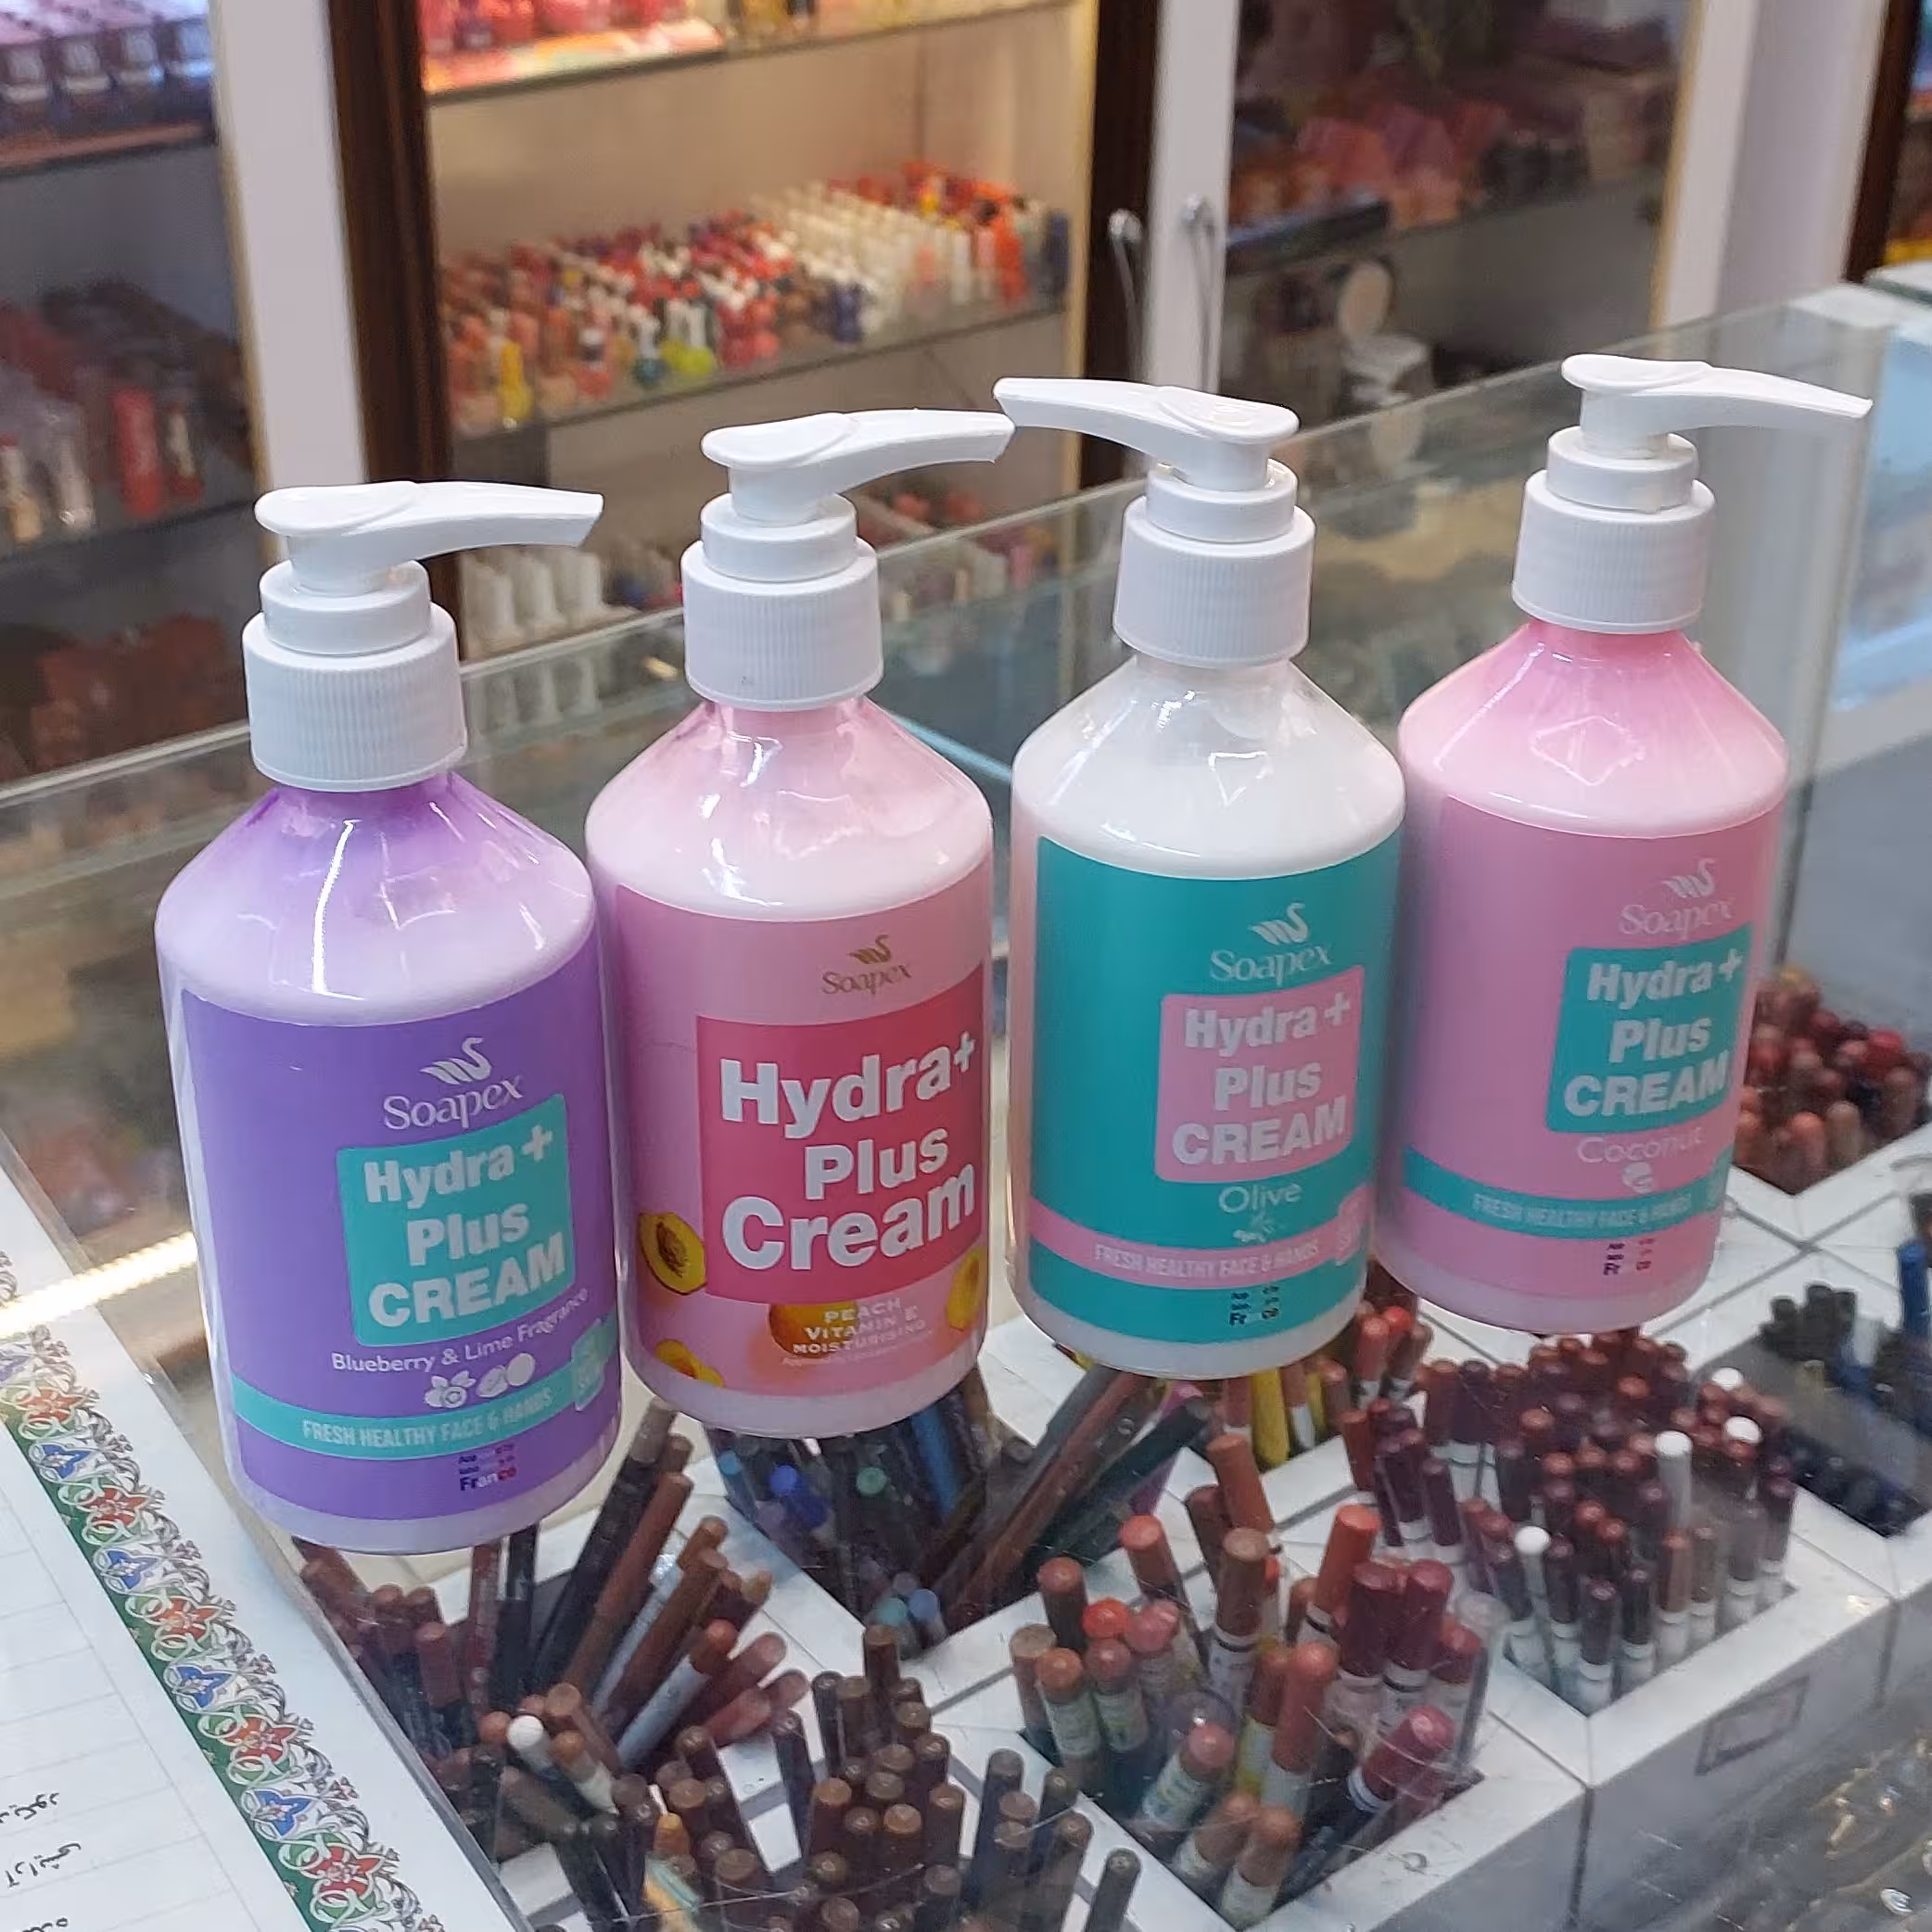 Soapex
Hydra+
Plus
CREAM
Blueberry & Lime Fragrance
FRESH HEALTHY FACE & HANDS
France
Soapex
Hydra+
Plus
Cream
PEACH
VITAMIN E
MOISTURISING
Soapex
Hydra+
Plus
CREAM
Olive
FRESH HEALTHY FACE & HANDS
Soapex
Hydra+
Plus
CREAM
Coconut
FRESH HEALTHY FACE & HANDS
آرایشی